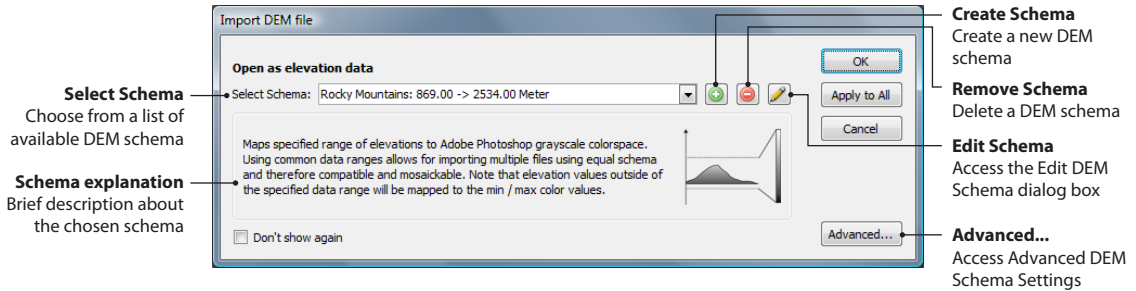 Import DEM file
Open as elevation data
Select Schema: Rocky Mountains: 869.00 -> 2534.00 Meter
OK
Apply to All
Cancel
Maps specified range of elevations to Adobe Photoshop grayscale colorspace.
Using common data ranges allows for importing multiple files using equal schema
and therefore compatible and mosaickable. Note that elevation values outside of
the specified data range will be mapped to the min / max color values.
Don't show again
Advanced...
Select Schema
Choose from a list of
available DEM schema
Schema explanation
Brief description about
the chosen schema
Create Schema
Create a new DEM
schema
Remove Schema
Delete a DEM schema
Edit Schema
Access the Edit DEM
Schema dialog box
Advanced...
Access Advanced DEM
Schema Settings